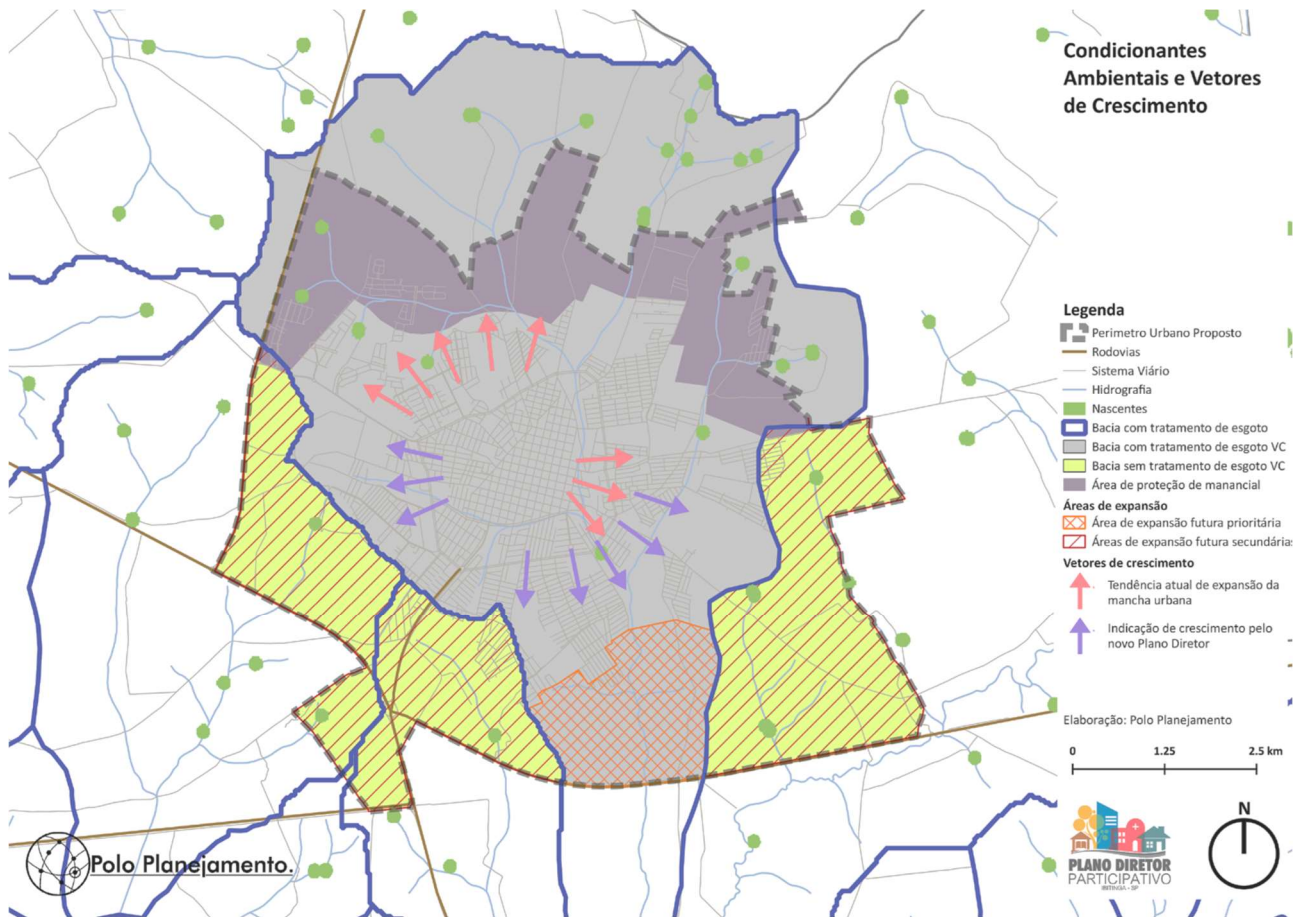 Condicionantes
Ambientais e Vetores
de Crescimento
Legenda
Perimetro Urbano Proposto
Rodovias
Sistema Viário
Hidrografia
Nascentes
Bacia com tratamento de esgoto
Bacia com tratamento de esgoto VC
Bacia sem tratamento de esgoto VC
Área de proteção de manancial
Áreas de expansão
Área de expansão futura prioritária
Áreas de expansão futura secundárias
Vetores de crescimento
Tendência atual de expansão da
mancha urbana
Indicação de crescimento pelo
novo Plano Diretor
Elaboração: Polo Planejamento
0 1.25 2.5 km
PLANO DIRETOR
PARTICIPATIVO
IBITINGA - SP
N
Polo Planejamento.